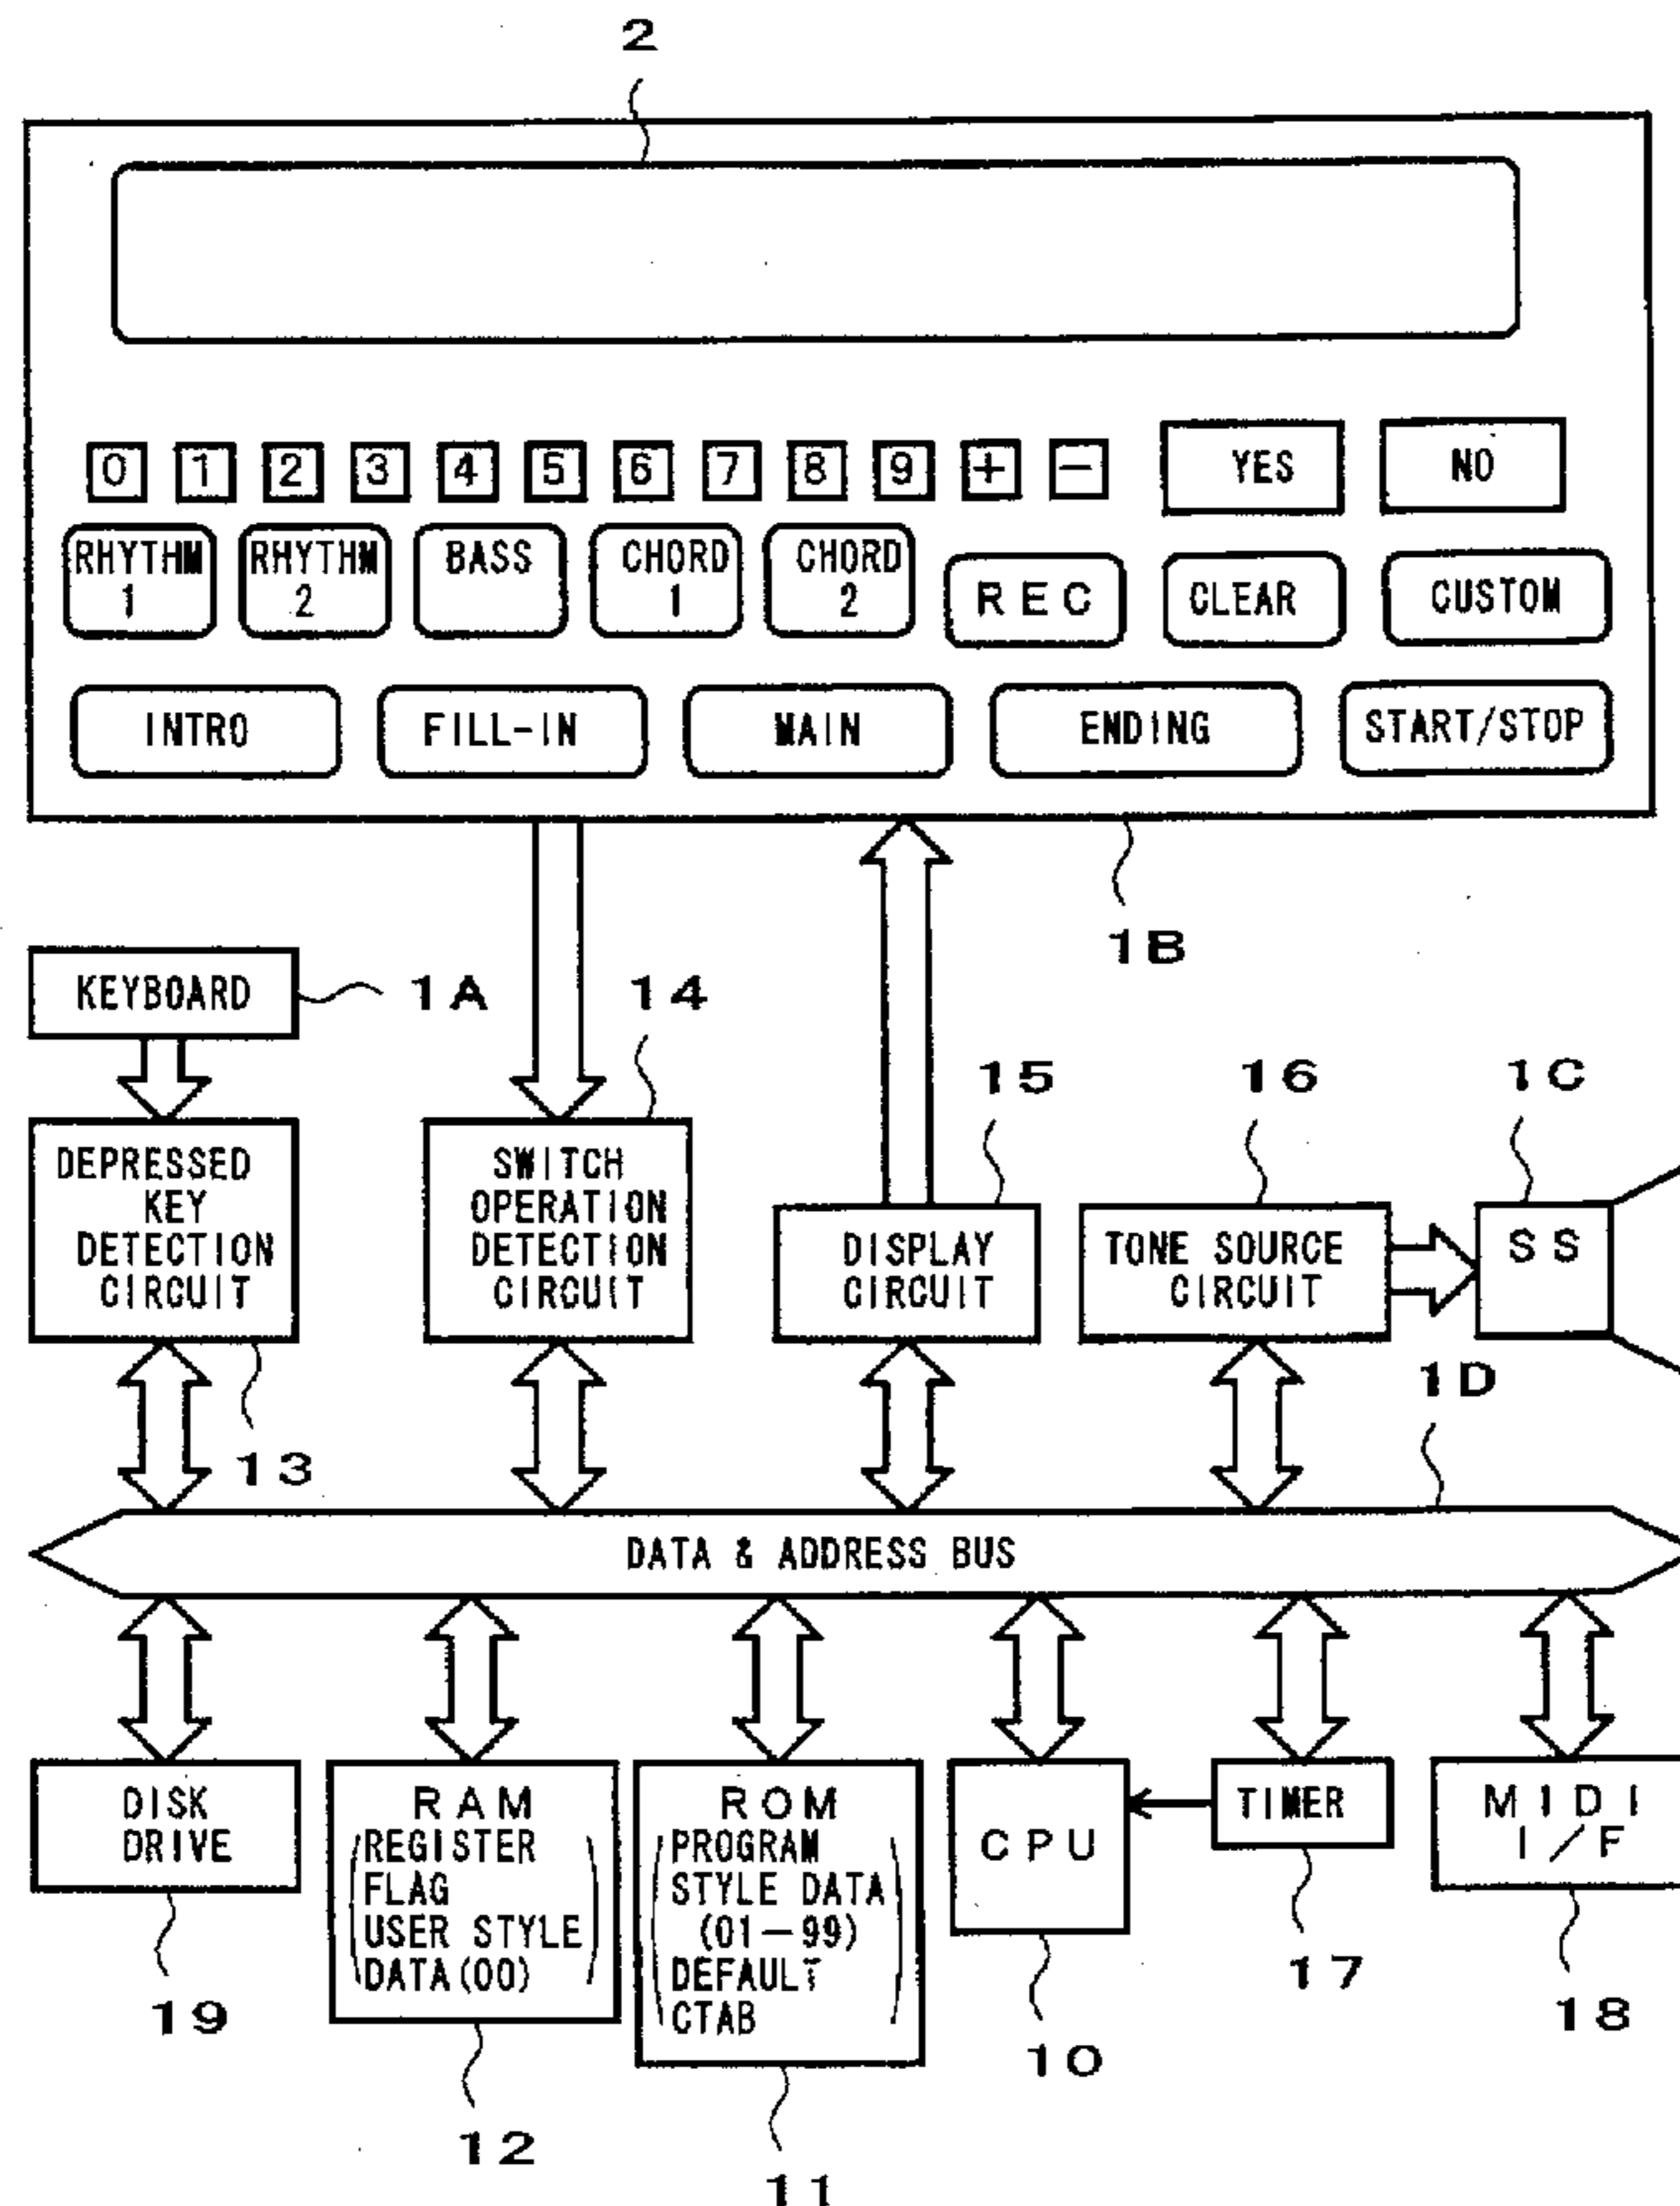 2
0 1 2 3 4 5 6 7 8 9 + − YES NO
RHYTHM
1
RHYTHM
2
BASS
CHORD
1
CHORD
2
REC
CLEAR
CUSTOM
INTRO
FILL-IN
MAIN
ENDING
START/STOP
1B
KEYBOARD
1A
14
15
16
1C
DEPRESSED
KEY
DETECTION
CIRCUIT
SWITCH
OPERATION
DETECTION
CIRCUIT
DISPLAY
CIRCUIT
TONE SOURCE
CIRCUIT
SS
13
1D
DATA & ADDRESS BUS
DISK
DRIVE
RAM
REGISTER
FLAG
USER STYLE
DATA(00)
ROM
PROGRAM
STYLE DATA
(01−99)
DEFAULT
CTAB
CPU
TIMER
MIDI
I/F
19
12
11
10
17
18